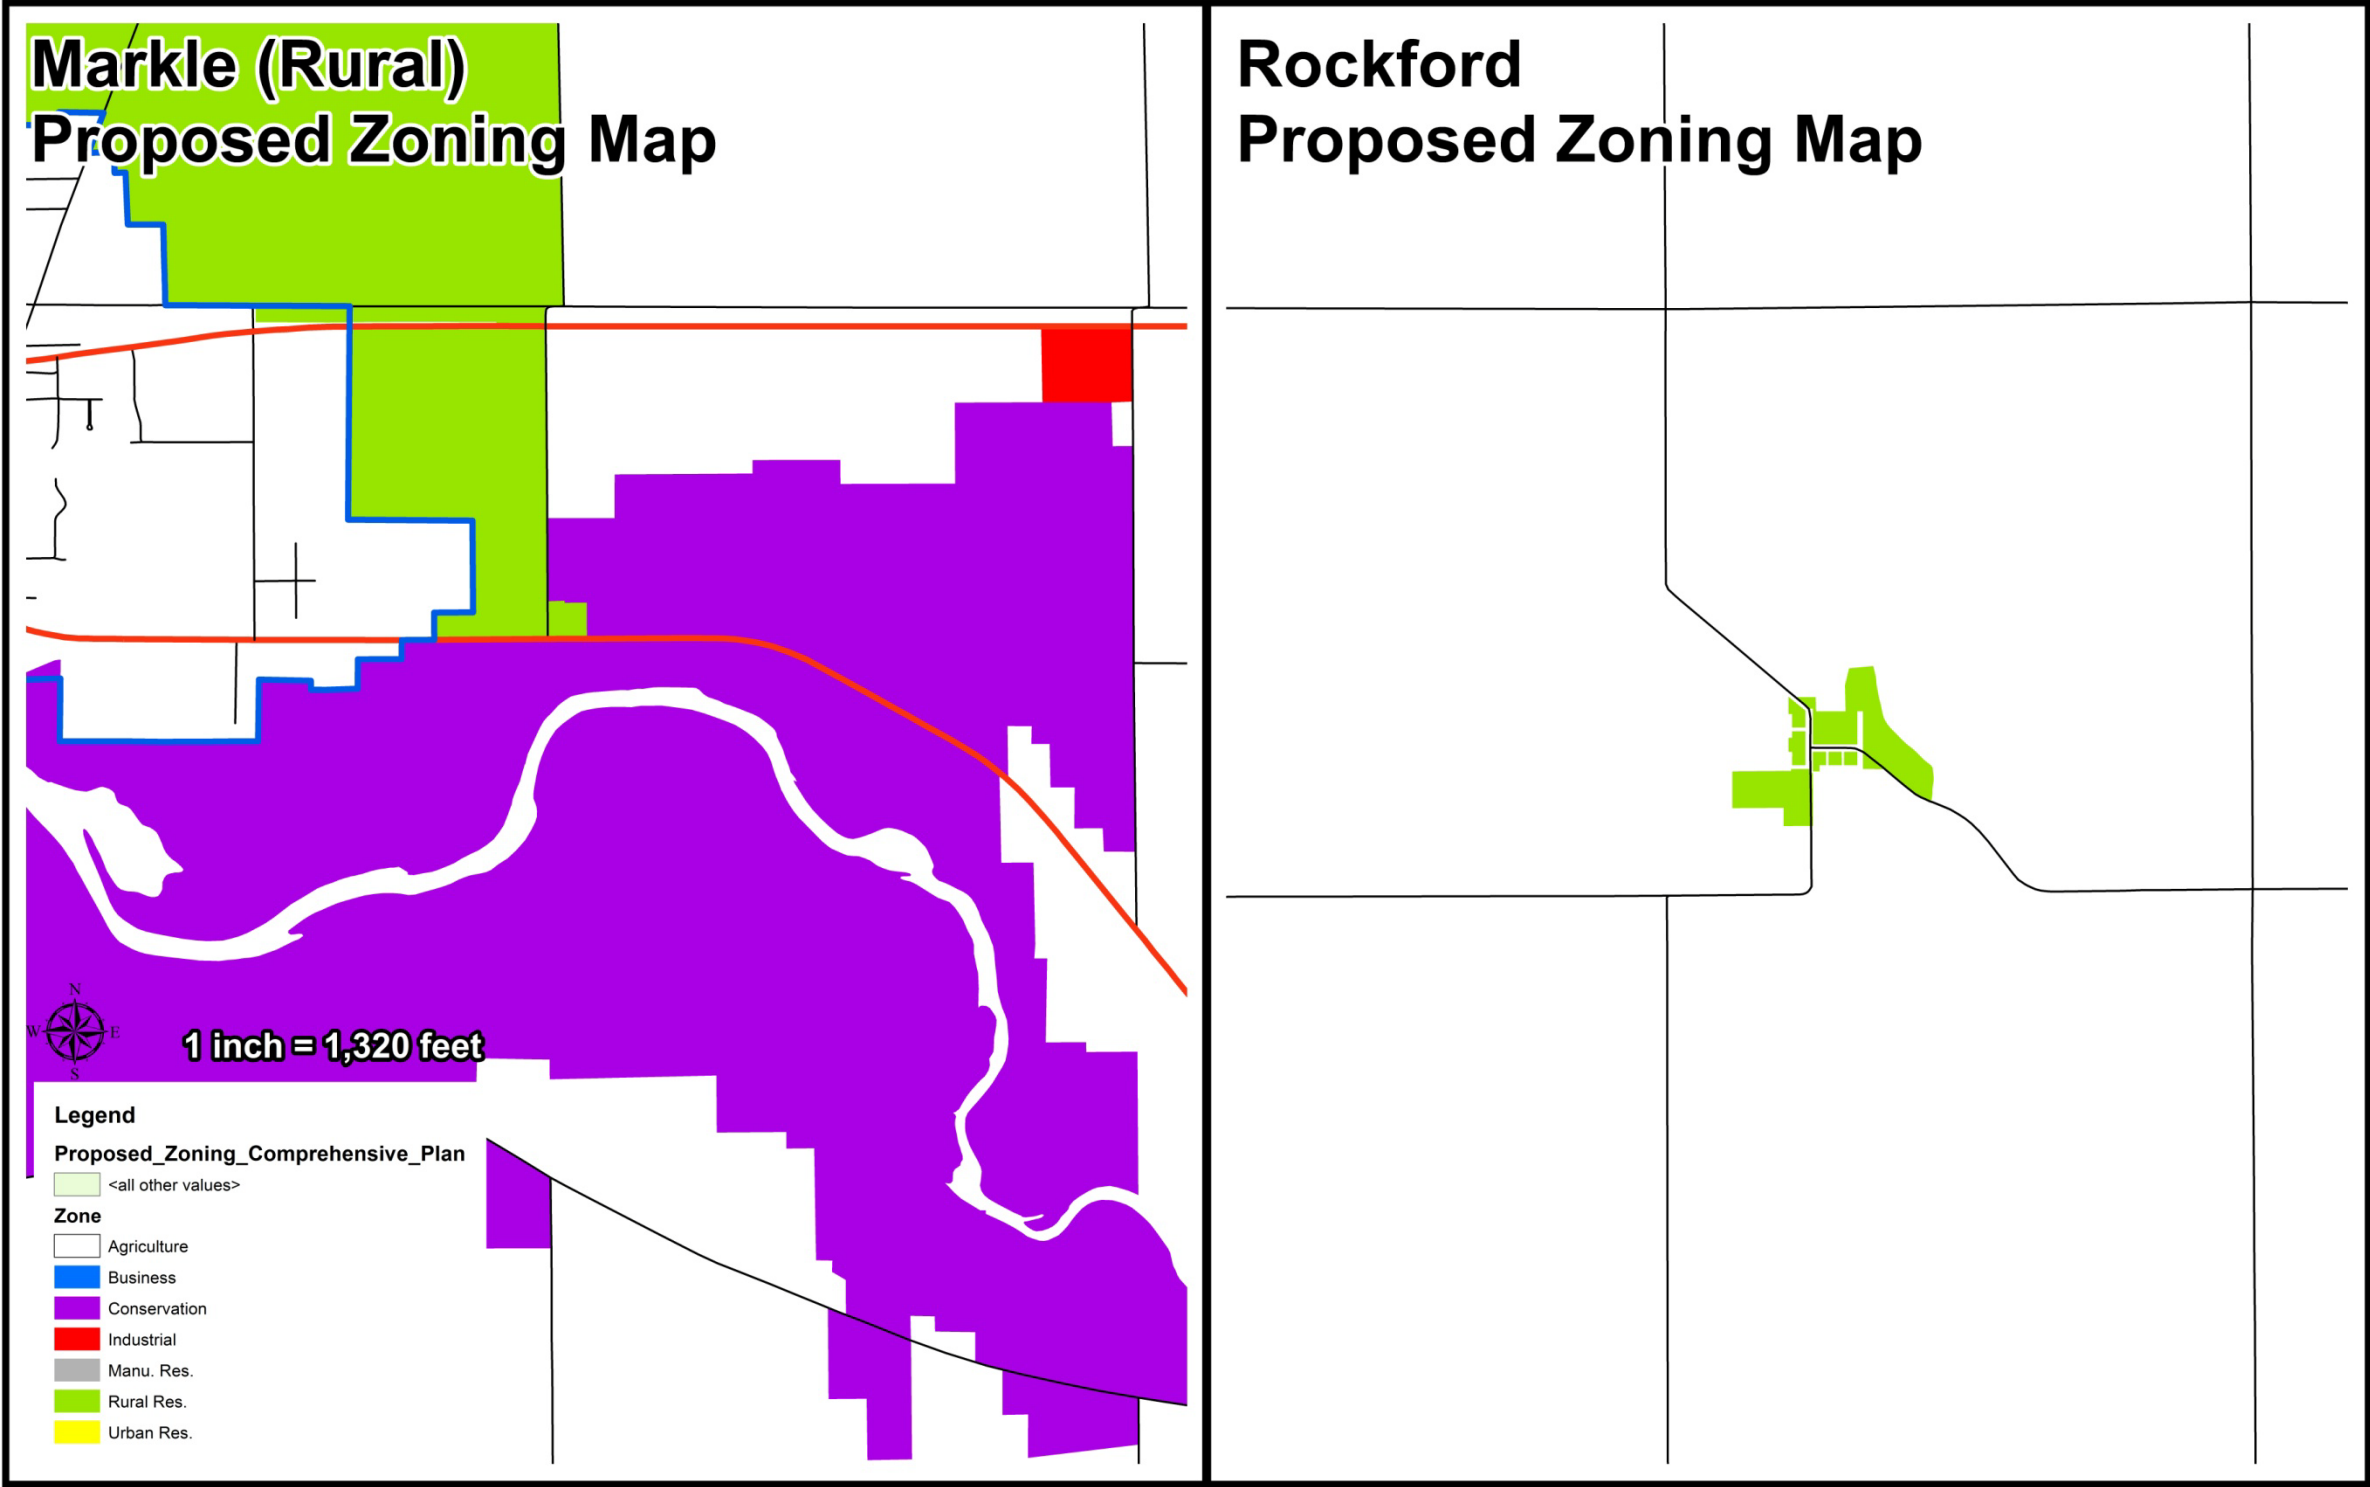 Markle (Rural)
Proposed Zoning Map
N
W E
S
1 inch = 1,320 feet
Legend
Proposed_Zoning_Comprehensive_Plan
<all other values>
Zone
Agriculture
Business
Conservation
Industrial
Manu. Res.
Rural Res.
Urban Res.
Rockford
Proposed Zoning Map